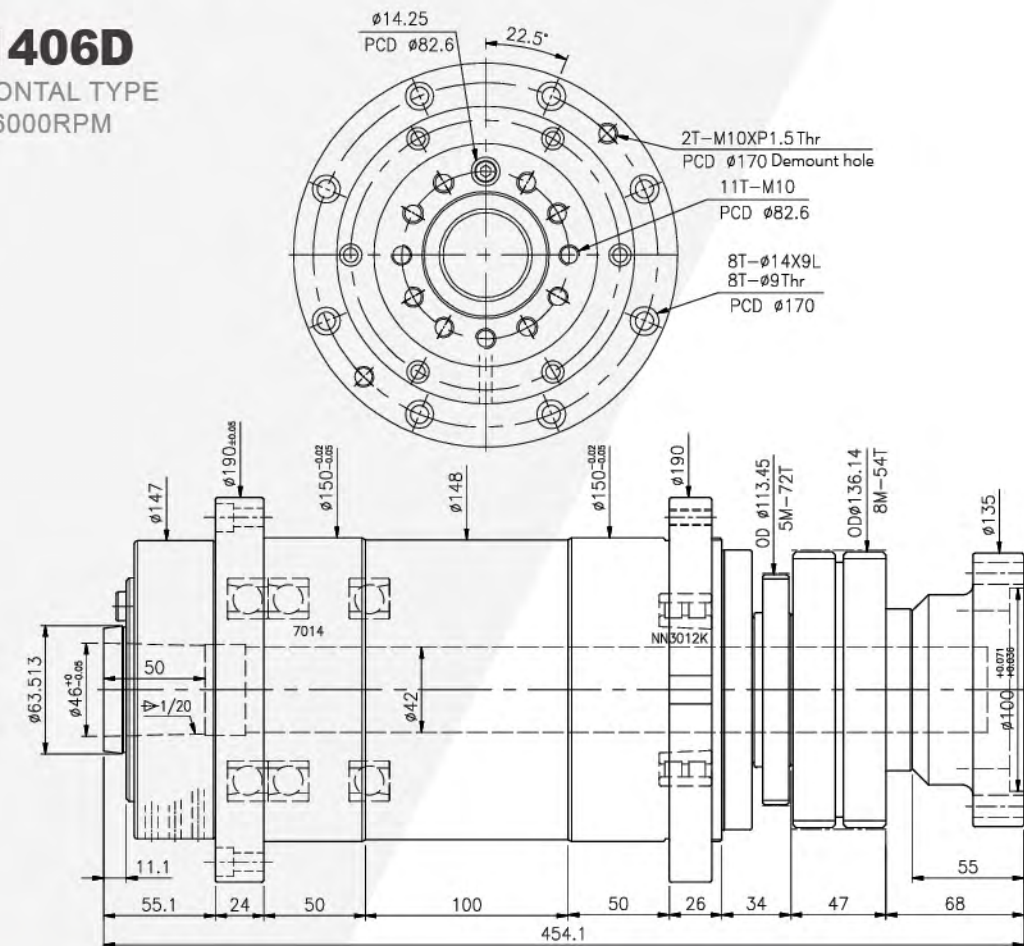 406D
ONTAL TYPE
6000RPM
ø14.25
PCD ø82.6
22.5°
2T-M10XP1.5Thr
PCD ø170 Demount hole
11T-M10
PCD ø82.6
8T-ø14X9L
8T-ø9Thr
PCD ø170
ø147
ø190±0.05
ø150-0.02 -0.05
ø148
ø150-0.02 -0.05
ø190
OD ø113.45
5M-72T
ODø136.14
8M-54T
ø135
7014
NN3012K
ø63.513
ø46+0 -0.05
50
1/20
ø42
ø100 +0.071 +0.036
11.1
55
55.1
24
50
100
50
26
34
47
68
454.1